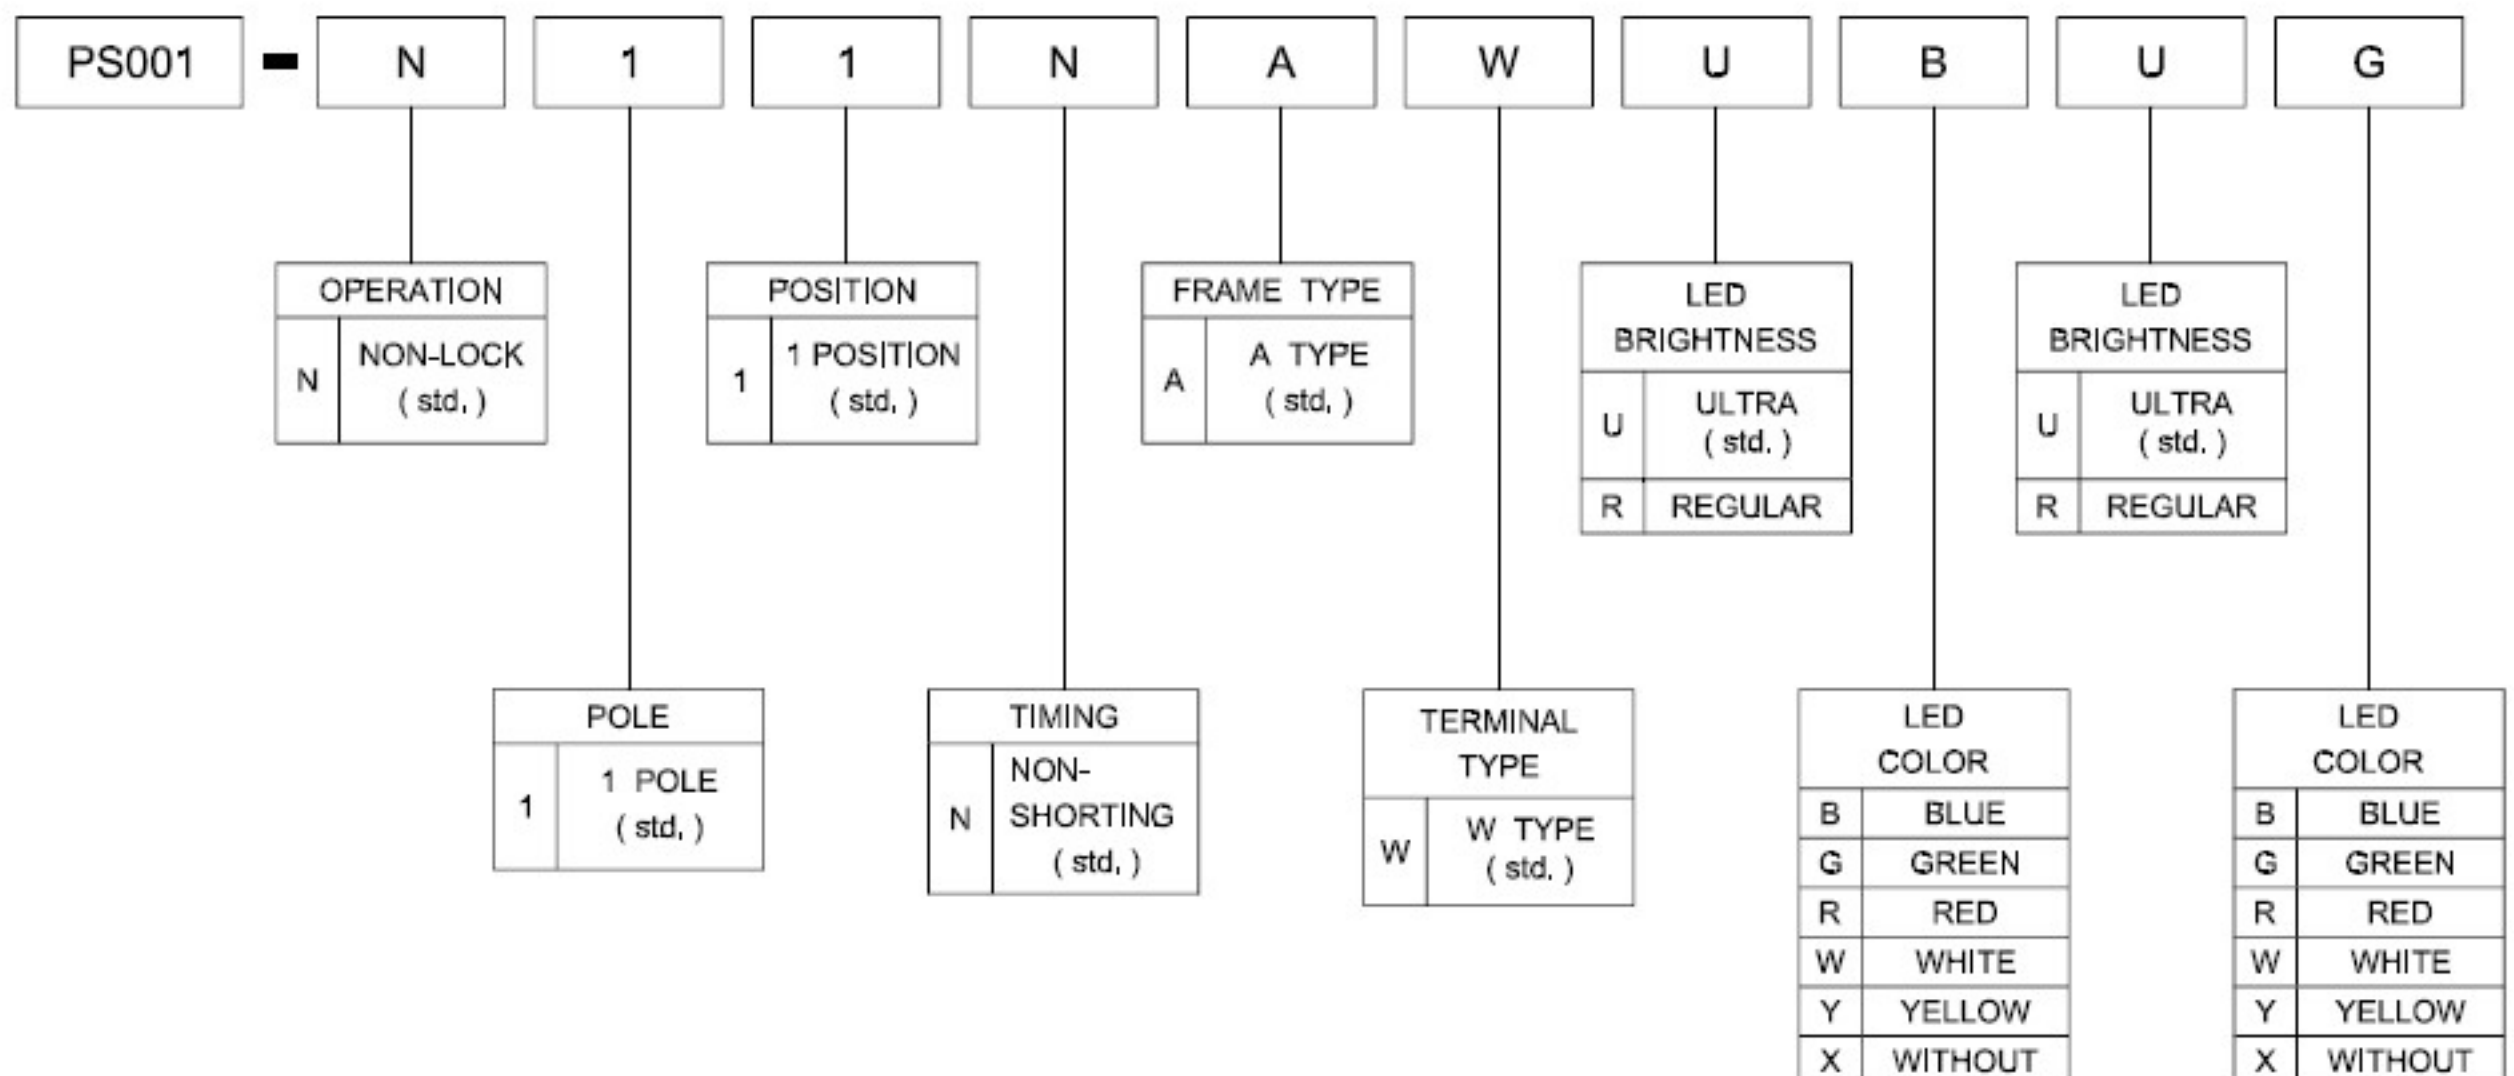 PS001 - N 1 1 N A W U B U G
OPERATION
N NON-LOCK
( std. )
POSITION
1 1 POSITION
( std. )
FRAME TYPE
A A TYPE
( std. )
LED
BRIGHTNESS
U ULTRA
( std. )
R REGULAR
LED
BRIGHTNESS
U ULTRA
( std. )
R REGULAR
POLE
1 1 POLE
( std. )
TIMING
N NON-
SHORTING
( std. )
TERMINAL
TYPE
W W TYPE
( std. )
LED
COLOR
B BLUE
G GREEN
R RED
W WHITE
Y YELLOW
X WITHOUT
LED
COLOR
B BLUE
G GREEN
R RED
W WHITE
Y YELLOW
X WITHOUT